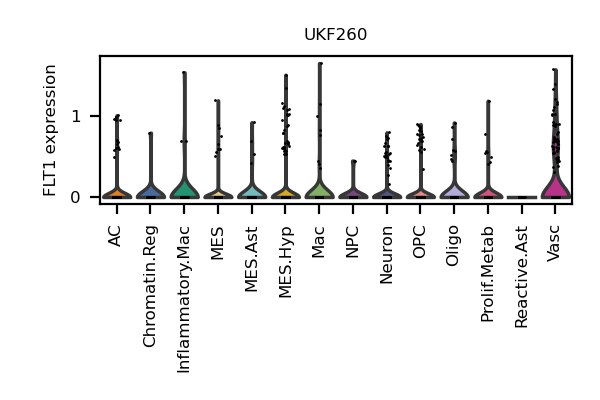 UKF260
FLT1 expression
1
0
AC
Chromatin.Reg
Inflammatory.Mac
MES
MES.Ast
MES.Hyp
Mac
NPC
Neuron
OPC
Oligo
Prolif.Metab
Reactive.Ast
Vasc